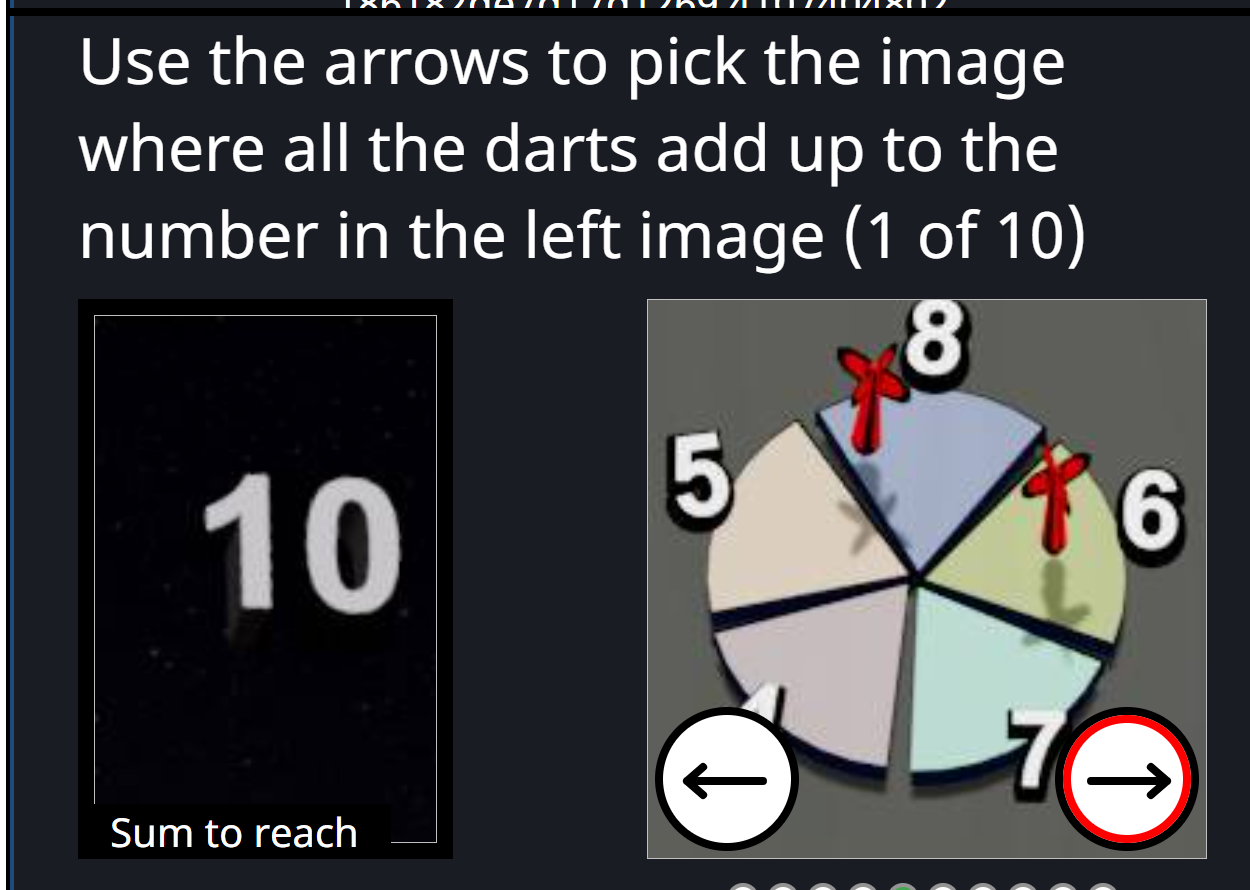 Use the arrows to pick the image
where all the darts add up to the
number in the left image (1 of 10)
10
Sum to reach
8
5
6
7